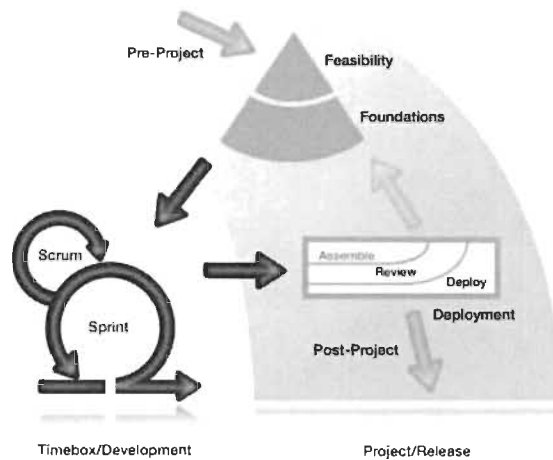 Pre-Project
Feasibility
Foundations
Scrum
Sprint
Assemble
Review
Deploy
Deployment
Post-Project
Timebox/Development
Project/Release